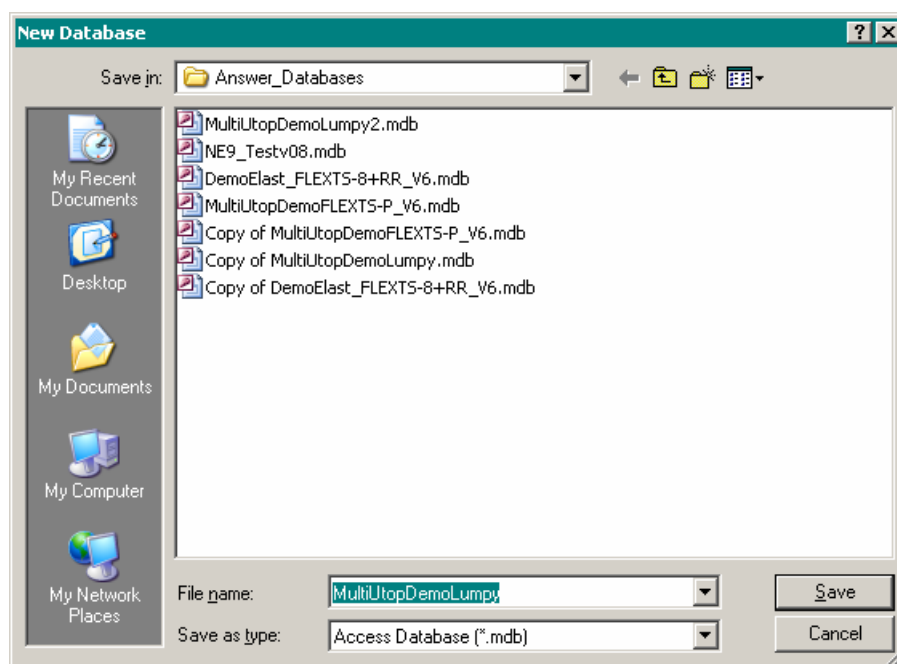 New Database
Save in: Answer_Databases
MultiUtopDemoLumpy2.mdb
NE9_Testv08.mdb
DemoElast_FLEXTS-8+RR_V6.mdb
MultiUtopDemoFLEXTS-P_V6.mdb
Copy of MultiUtopDemoFLEXTS-P_V6.mdb
Copy of MultiUtopDemoLumpy.mdb
Copy of DemoElast_FLEXTS-8+RR_V6.mdb
My Recent
Documents
Desktop
My Documents
My Computer
My Network
Places
File name: MultiUtopDemoLumpy Save
Save as type: Access Database (*.mdb) Cancel